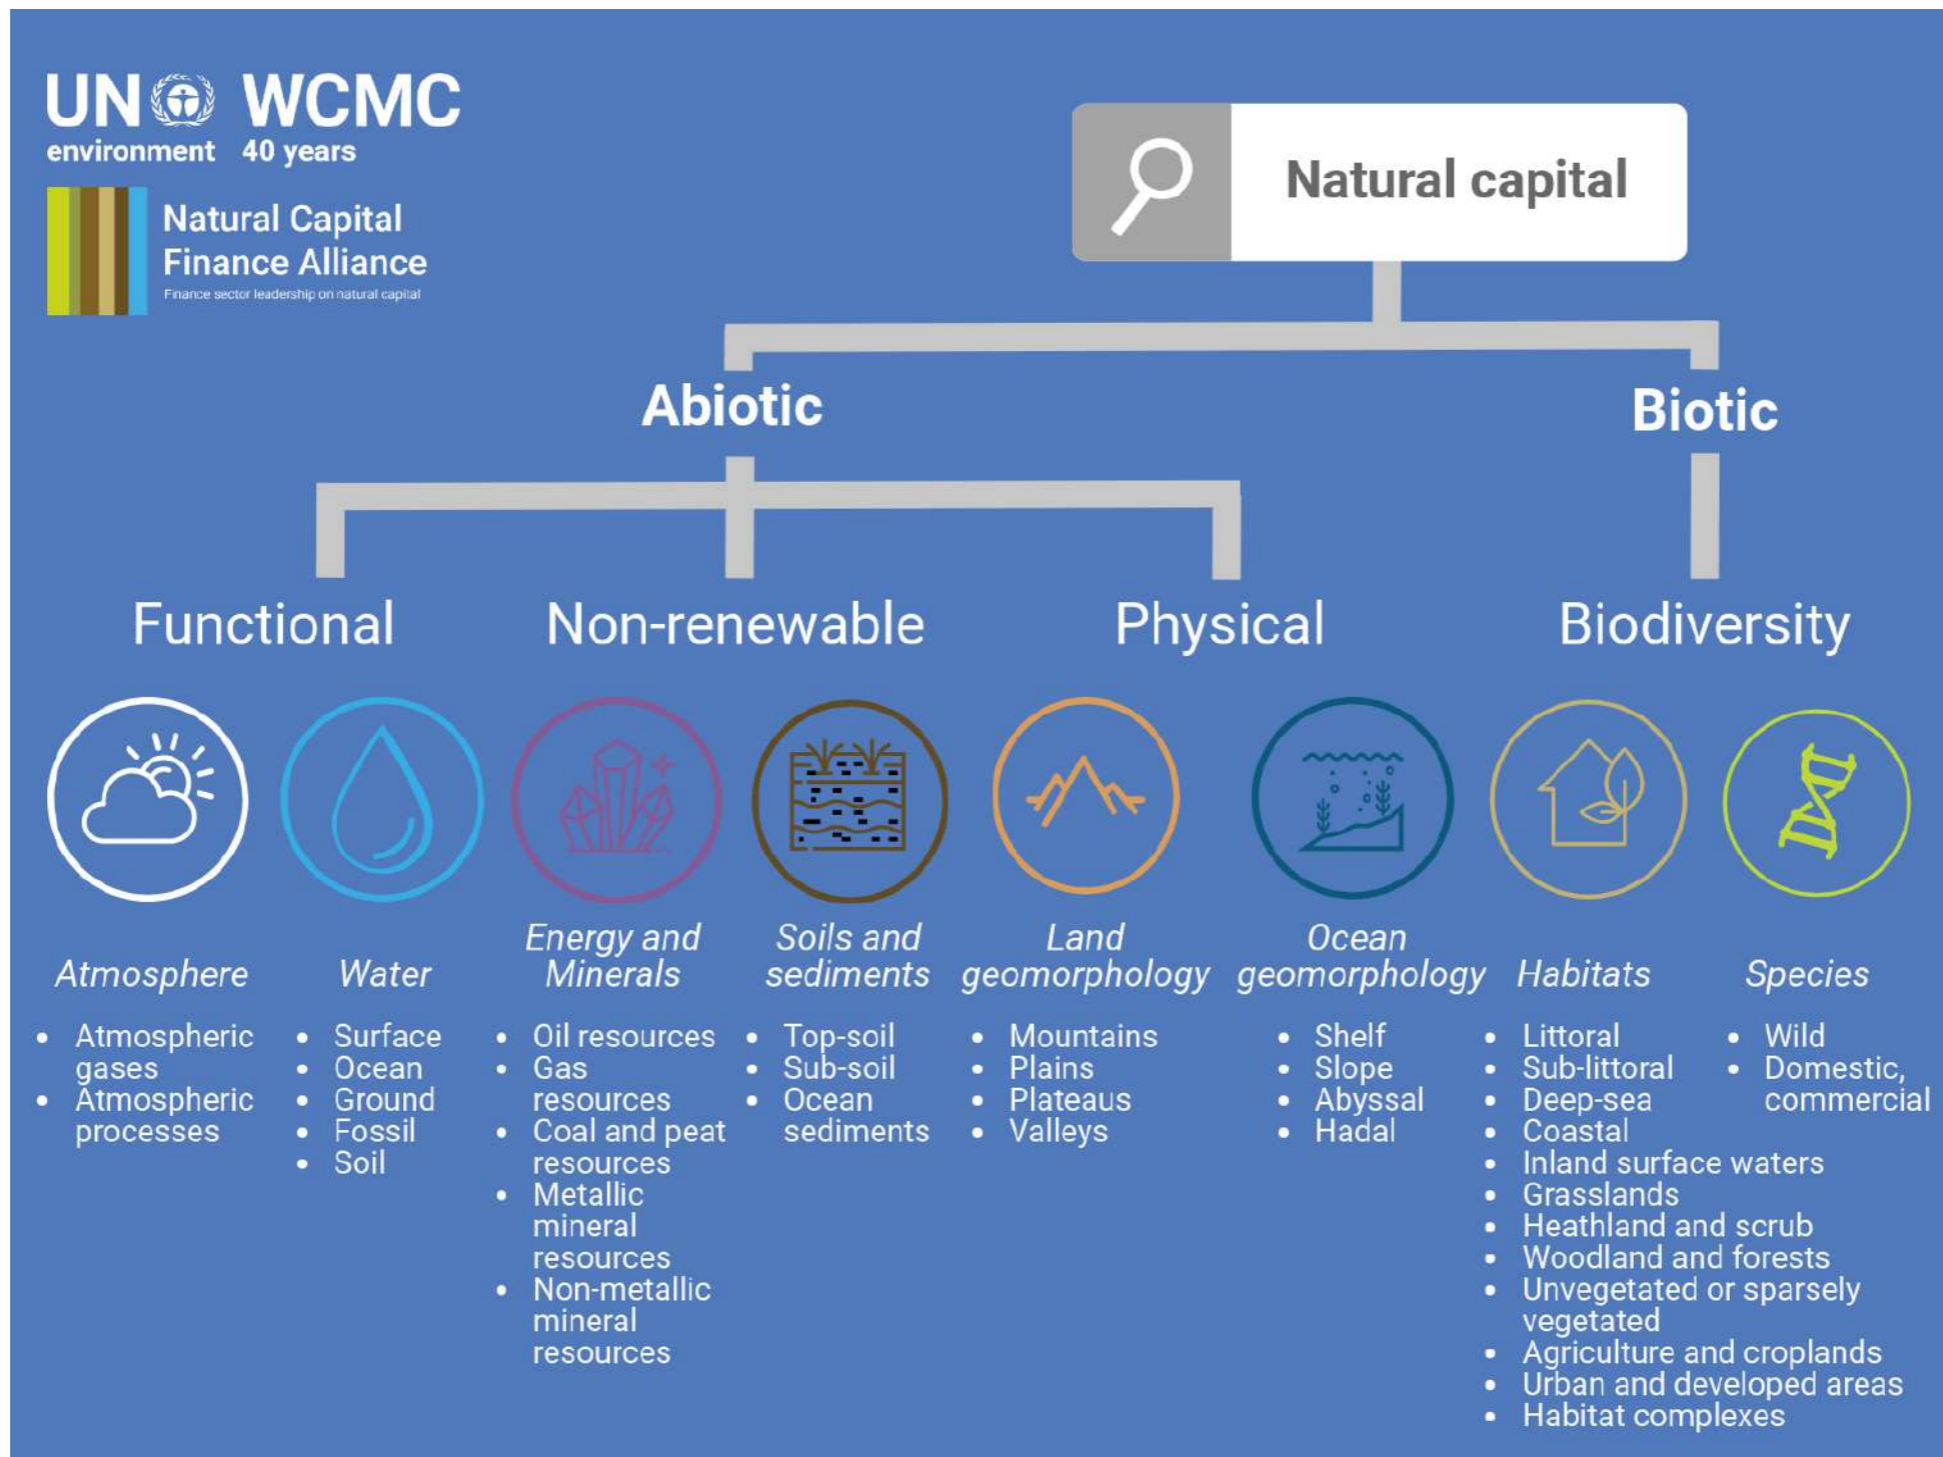 UN WCMC
environment 40 years
Natural Capital
Finance Alliance
Finance sector leadership on natural capital
Natural capital
Abiotic
Biotic
Functional
Non-renewable
Physical
Biodiversity
Atmosphere
• Atmospheric
gases
• Atmospheric
processes
Water
• Surface
• Ocean
• Ground
• Fossil
• Soil
Energy and
Minerals
• Oil resources
• Gas
resources
• Coal and peat
resources
• Metallic
mineral
resources
• Non-metallic
mineral
resources
Soils and
sediments
• Top-soil
• Sub-soil
• Ocean
sediments
Land
geomorphology
• Mountains
• Plains
• Plateaus
• Valleys
Ocean
geomorphology
• Shelf
• Slope
• Abyssal
• Hadal
Habitats
• Littoral
• Sub-littoral
• Deep-sea
• Coastal
• Inland surface waters
• Grasslands
• Heathland and scrub
• Woodland and forests
• Unvegetated or sparsely
vegetated
• Agriculture and croplands
• Urban and developed areas
• Habitat complexes
Species
• Wild
• Domestic,
commercial